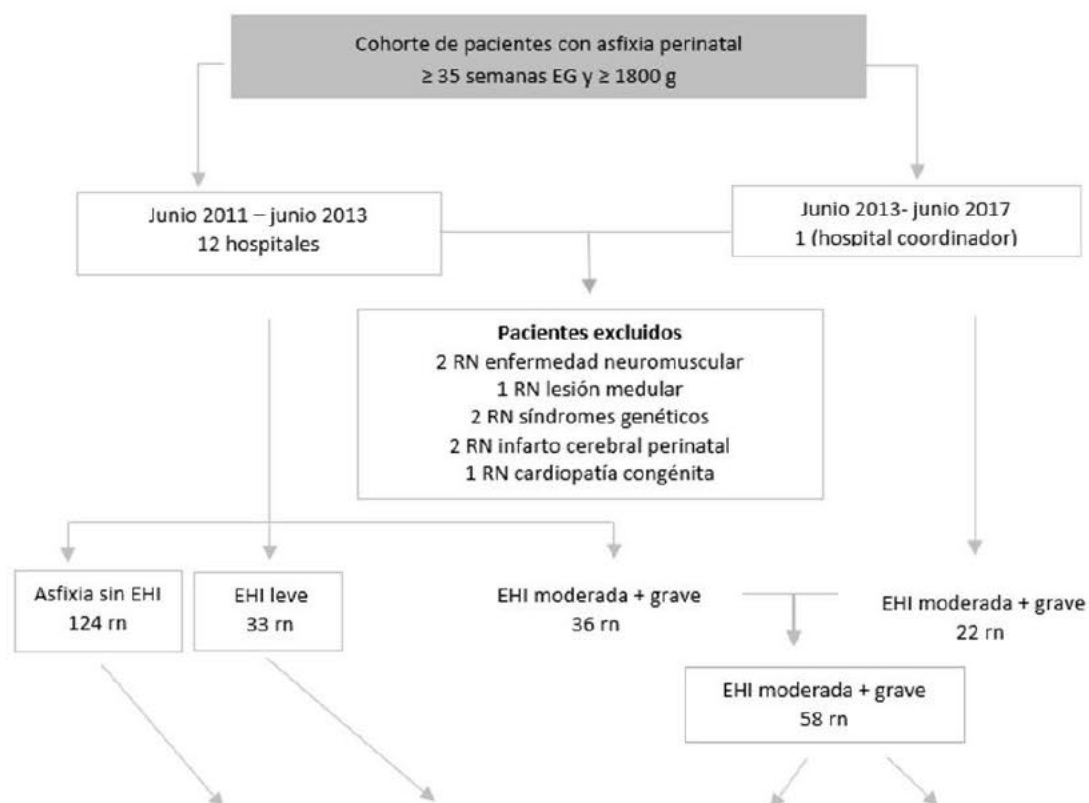 Cohorte de pacientes con asfixia perinatal
≥ 35 semanas EG y ≥ 1800 g
Junio 2011 – junio 2013
12 hospitales
Junio 2013- junio 2017
1 (hospital coordinador)
Pacientes excluidos
2 RN enfermedad neuromuscular
1 RN lesión medular
2 RN síndromes genéticos
2 RN infarto cerebral perinatal
1 RN cardiopatía congénita
Asfixia sin EHI
124 rn
EHI leve
33 rn
EHI moderada + grave
36 rn
EHI moderada + grave
22 rn
EHI moderada + grave
58 rn